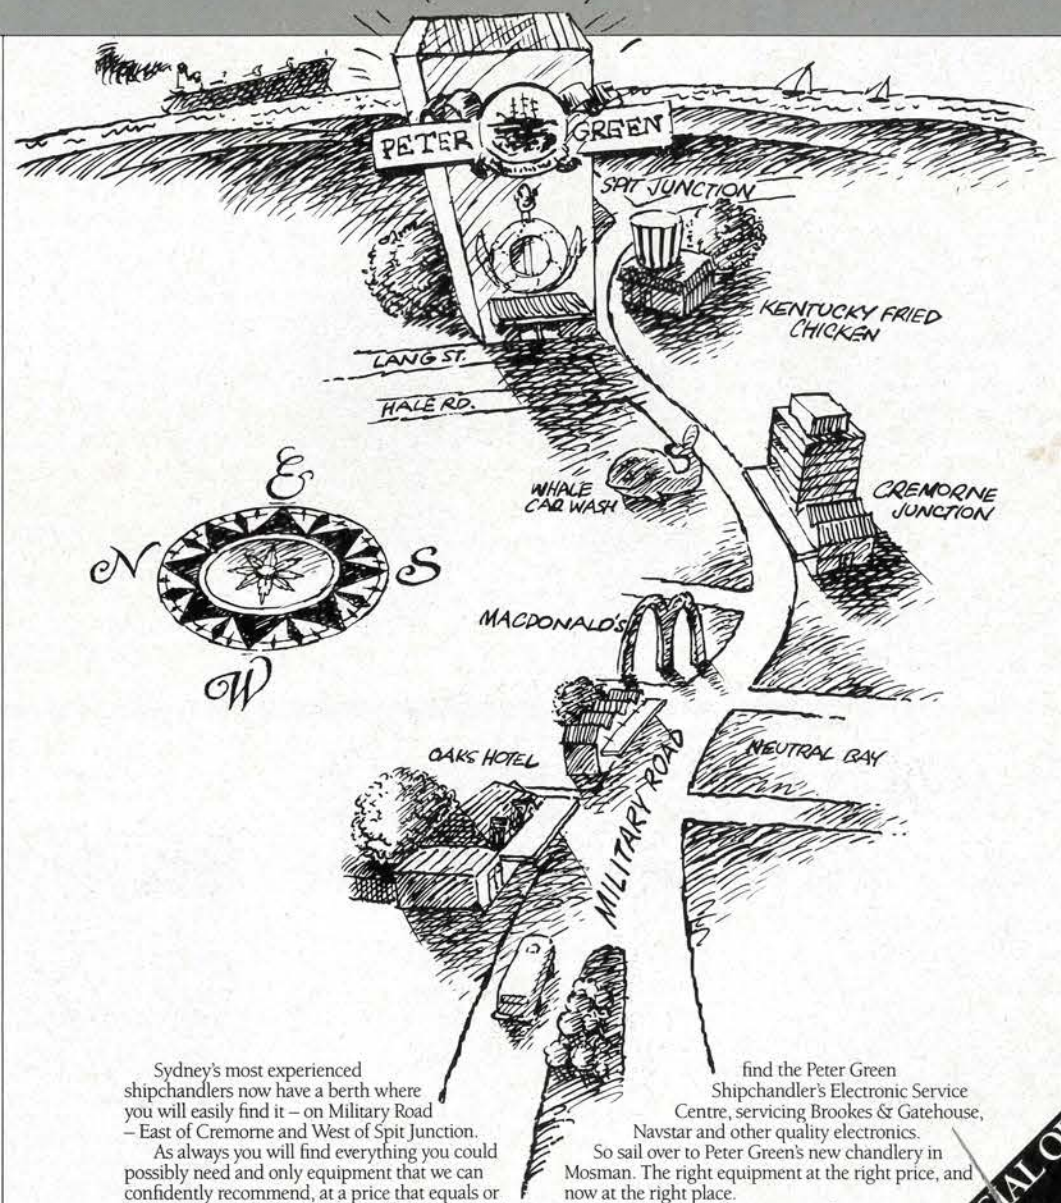 PETER GREEN
SPIT JUNCTION
KENTUCKY FRIED
CHICKEN
LANG ST.
HALE RD.
WHALE
CAR WASH
CREMORNE
JUNCTION
E
N
S
W
MACDONALD'S
OAKS HOTEL
NEUTRAL BAY
MILITARY ROAD
Sydney's most experienced
shipchandlers now have a berth where
you will easily find it – on Military Road
– East of Cremorne and West of Spit Junction.
As always you will find everything you could
possibly need and only equipment that we can
confidently recommend, at a price that equals or
find the Peter Green
Shipchandler's Electronic Service
Centre, servicing Brookes & Gatehouse,
Navstar and other quality electronics.
So sail over to Peter Green's new chandlery in
Mosman. The right equipment at the right price, and
now at the right place.